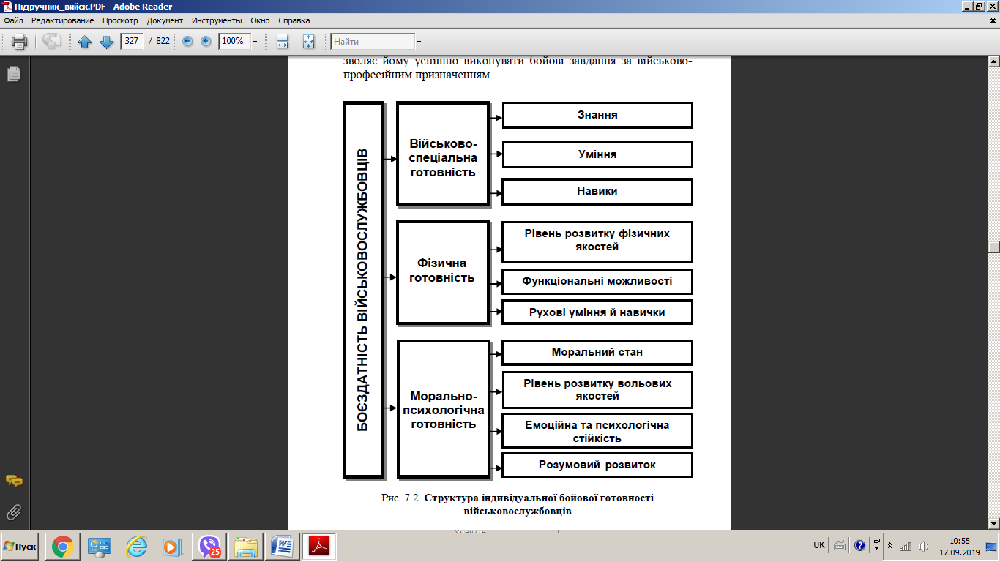 Підручник_вийск.PDF - Adobe Reader
Файл Редактирование Просмотр Документ Инструменты Окно Справка
327 / 822 100% Найти
зволяє йому успішно виконувати бойові завдання за військово-
професійним призначенням.
БОЄЗДАТНІСТЬ ВІЙСЬКОВОСЛУЖБОВЦІВ
Військово-
спеціальна
готовність
Знання
Уміння
Навики
Фізична
готовність
Рівень розвитку фізичних
якостей
Функціональні можливості
Рухові уміння й навички
Морально-
психологічна
готовність
Моральний стан
Рівень розвитку вольових
якостей
Емоційна та психологічна
стійкість
Розумовий розвиток
Рис. 7.2. Структура індивідуальної бойової готовності
військовослужбовців
Пуск
25
UK
10:55
17.09.2019